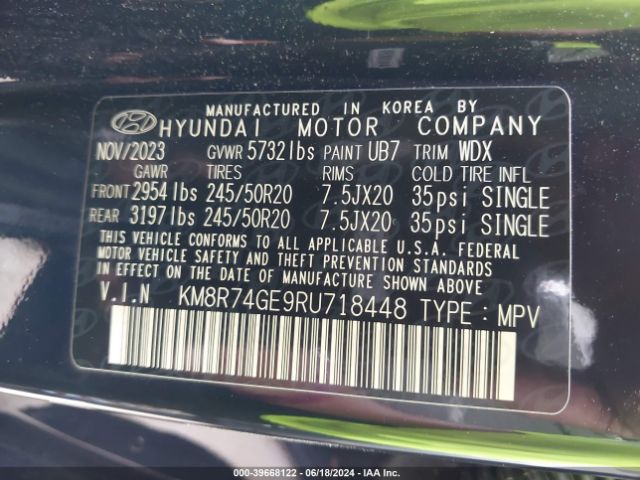 MANUFACTURED IN KOREA BY
HYUNDAI MOTOR COMPANY
NOV/2023 GVWR 5732lbs PAINT UB7 TRIM WDX
GAWR TIRES RIMS COLD TIRE INFL
FRONT 2954lbs 245/50R20 7.5JX20 35psi SINGLE
REAR 3197lbs 245/50R20 7.5JX20 35psi SINGLE
THIS VEHICLE CONFORMS TO ALL APPLICABLE U.S.A. FEDERAL
MOTOR VEHICLE SAFETY AND THEFT PREVENTION STANDARDS
IN EFFECT ON THE DATE OF MANUFACTURE SHOWN ABOVE
V.I.N KM8R74GE9RU718448 TYPE : MPV
000-39668122 - 06/18/2024 - IAA Inc.